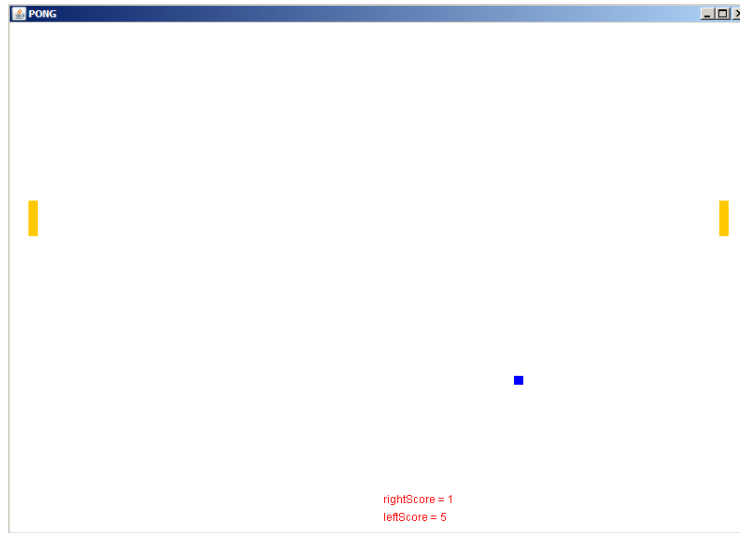 PONG
rightScore = 1
leftScore = 5